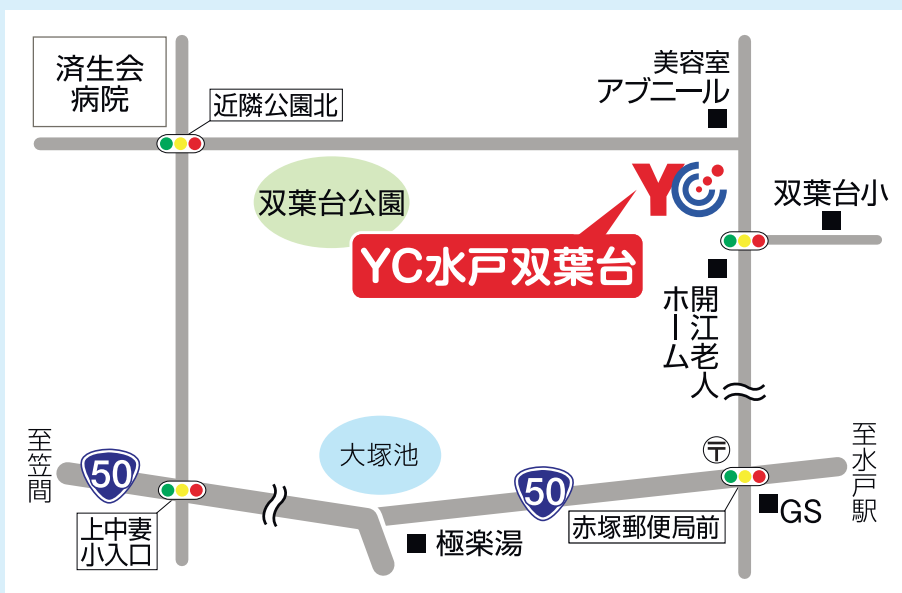 済生会
病院
近隣公園北
美容室
アブニール
双葉台公園
YC
双葉台小
YC水戸双葉台
開江老人
ホーム
至笠間
50
大塚池
50
〒
至水戸駅
上中妻
小入口
極楽湯
赤塚郵便局前
GS